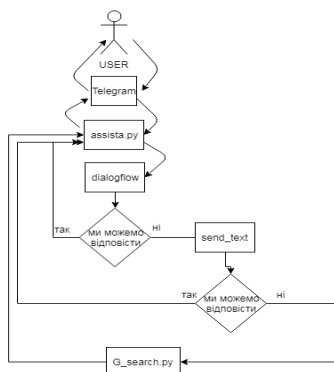 USER
Telegram
assista.py
dialogflow
ми можемо
відповісти
так
ні
send_text
ми можемо
відповісти
так
ні
G_search.py